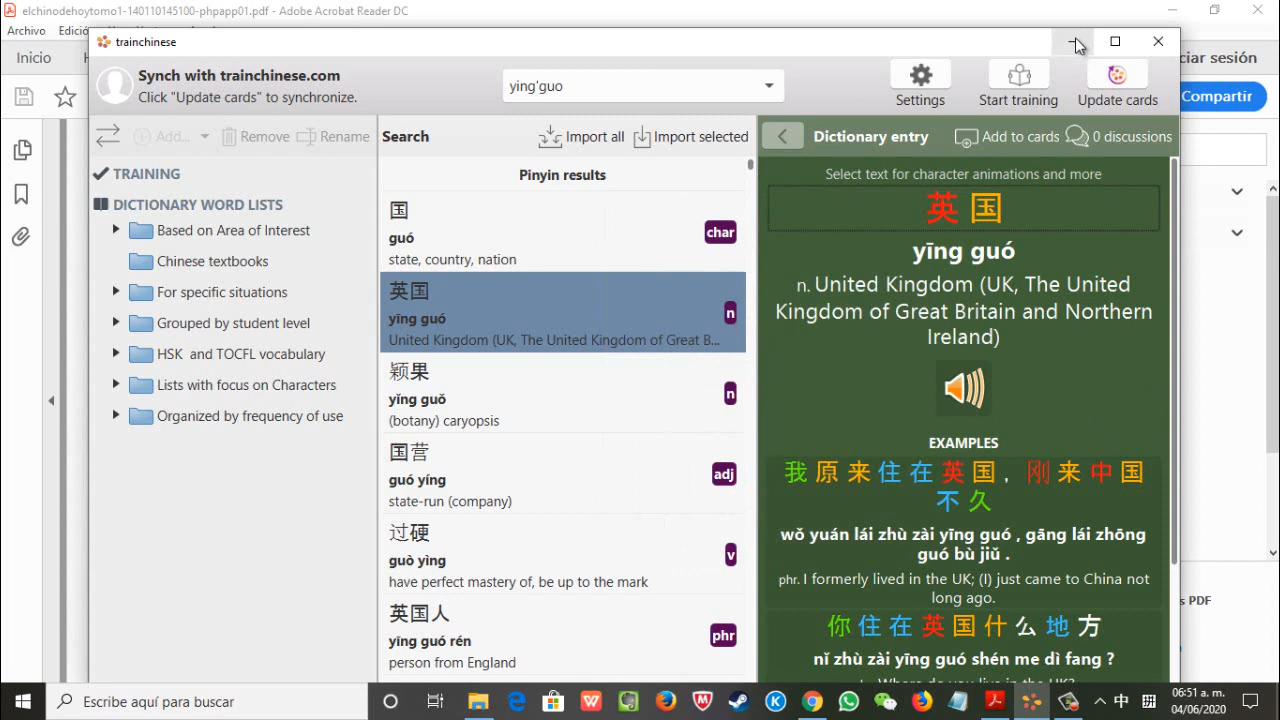 elchinodehoytomo1-140110145100-phpapp01.pdf - Adobe Acrobat Reader DC
Archivo
Inicio
ciar sesión
Compartir
trainchinese
Synch with trainchinese.com
Click "Update cards" to synchronize.
ying'guo
Settings
Start training
Update cards
Add...
Remove
Rename
TRAINING
DICTIONARY WORD LISTS
Based on Area of Interest
Chinese textbooks
For specific situations
Grouped by student level
HSK and TOCFL vocabulary
Lists with focus on Characters
Organized by frequency of use
Search
Import all
Import selected
Pinyin results
国
guó
state, country, nation
char
英国
yīng guó
United Kingdom (UK, The United Kingdom of Great B...
n
颖果
yǐng guǒ
(botany) caryopsis
n
国营
guó yíng
state-run (company)
adj
过硬
guò yìng
have perfect mastery of, be up to the mark
v
英国人
yīng guó rén
person from England
phr
Dictionary entry
Add to cards
0 discussions
Select text for character animations and more
英国
yīng guó
n. United Kingdom (UK, The United
Kingdom of Great Britain and Northern
Ireland)
EXAMPLES
我原来住在英国，刚来中国
不久
wǒ yuán lái zhù zài yīng guó , gāng lái zhōng
guó bù jiǔ .
phr. I formerly lived in the UK; (I) just came to China not
long ago.
你住在英国什么地方
nǐ zhù zài yīng guó shén me dì fang ?
s PDF
Escribe aquí para buscar
中
拼
06:51 a. m.
04/06/2020